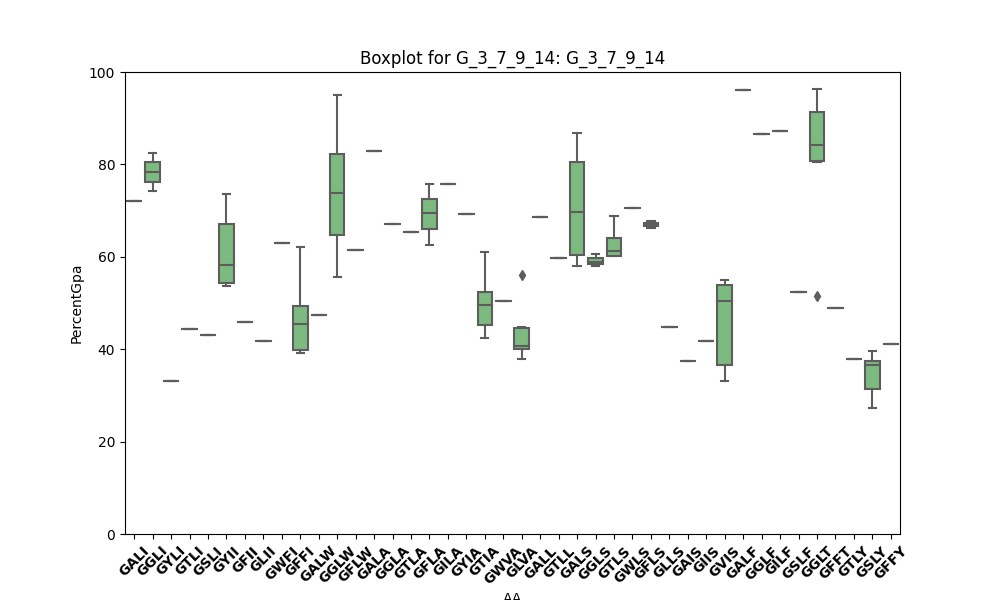 Boxplot for G_3_7_9_14: G_3_7_9_14
100
80
60
40
20
0
PercentGpa
GALI
GGLI
GYLI
GTLI
GSLI
GYII
GFII
GLII
GWFI
GFFI
GALW
GGLW
GFLW
GALA
GGLA
GTLA
GFLA
GILA
GYIA
GTIA
GWVA
GLVA
GALL
GTLL
GALS
GGLS
GTLS
GWLS
GFLS
GLLS
GAIS
GIIS
GVIS
GALF
GGLF
GILF
GSLF
GGLT
GFFT
GTLY
GSLY
GFFY
AA